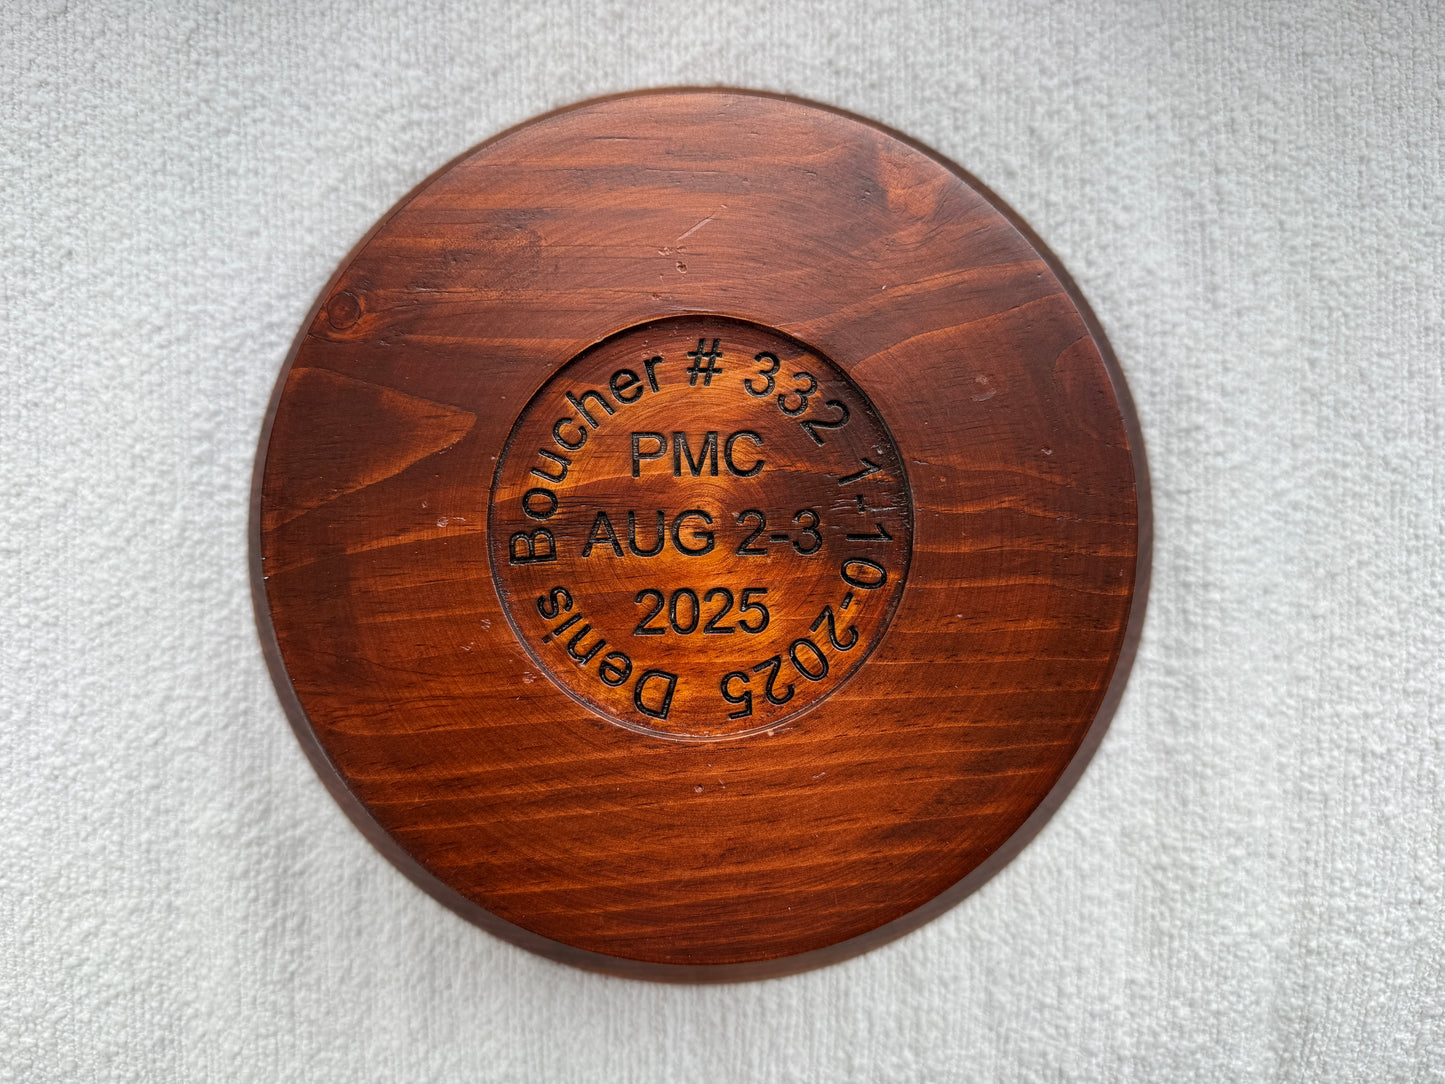 Denis Boucher # 332 1-10-2025
PMC
AUG 2-3
2025